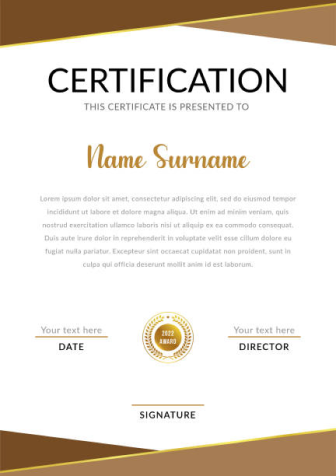 CERTIFICATION
THIS CERTIFICATE IS PRESENTED TO
Name Surname
Lorem ipsum dolor sit amet, consectetur adipiscing elit, sed do eiusmod tempor
incididunt ut labore et dolore magna aliqua. Ut enim ad minim veniam, quis
nostrud exercitation ullamco laboris nisi ut aliquip ex ea commodo consequat.
Duis aute irure dolor in reprehenderit in voluptate velit esse cillum dolore eu
fugiat nulla pariatur. Excepteur sint occaecat cupidatat non proident, sunt in
culpa qui officia deserunt mollit anim id est laborum.
Your text here
DATE
2022
AWARD
Your text here
DIRECTOR
SIGNATURE